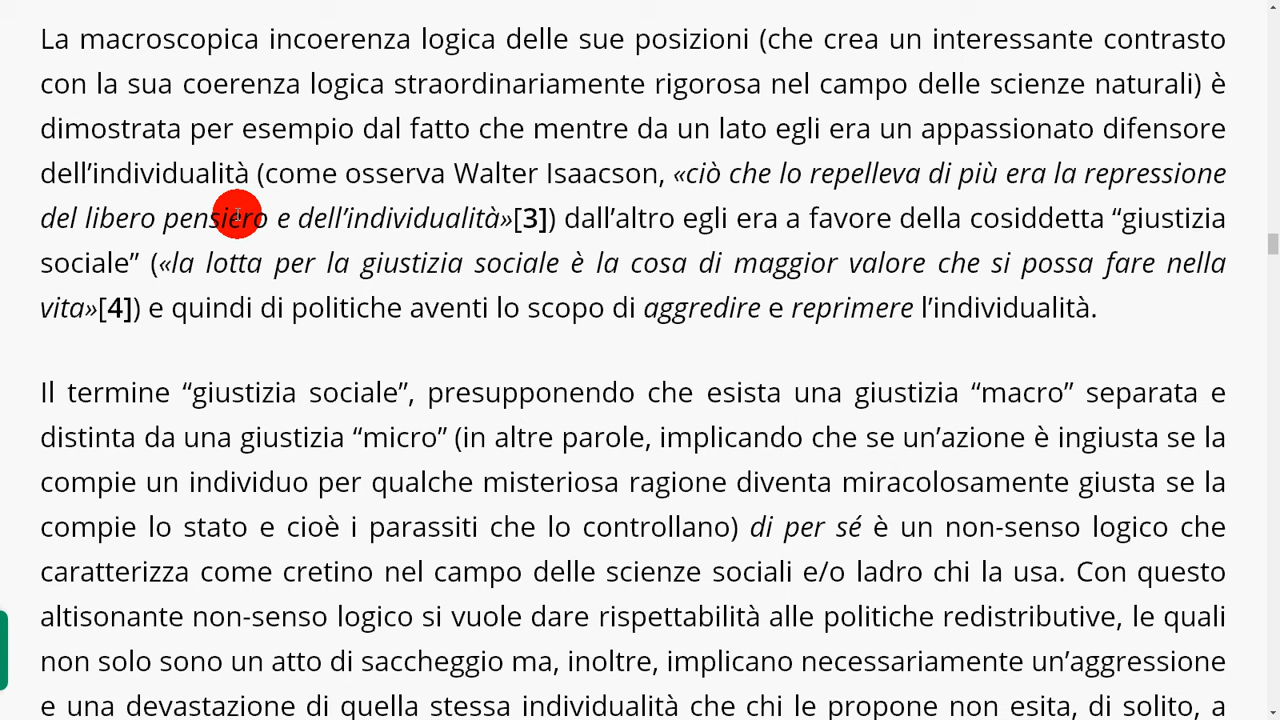 La macroscopica incoerenza logica delle sue posizioni (che crea un interessante contrasto
con la sua coerenza logica straordinariamente rigorosa nel campo delle scienze naturali) è
dimostrata per esempio dal fatto che mentre da un lato egli era un appassionato difensore
dell’individualità (come osserva Walter Isaacson, «ciò che lo repelleva di più era la repressione
del libero pensiero e dell’individualità»[3]) dall’altro egli era a favore della cosiddetta “giustizia
sociale” («la lotta per la giustizia sociale è la cosa di maggior valore che si possa fare nella
vita»[4]) e quindi di politiche aventi lo scopo di aggredire e reprimere l’individualità.
Il termine “giustizia sociale”, presupponendo che esista una giustizia “macro” separata e
distinta da una giustizia “micro” (in altre parole, implicando che se un’azione è ingiusta se la
compie un individuo per qualche misteriosa ragione diventa miracolosamente giusta se la
compie lo stato e cioè i parassiti che lo controllano) di per sé è un non-senso logico che
caratterizza come cretino nel campo delle scienze sociali e/o ladro chi la usa. Con questo
altisonante non-senso logico si vuole dare rispettabilità alle politiche redistributive, le quali
non solo sono un atto di saccheggio ma, inoltre, implicano necessariamente un’aggressione
e una devastazione di quella stessa individualità che chi le propone non esita, di solito, a